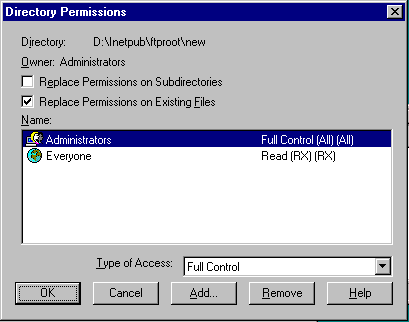 Directory Permissions
Directory: D:\Inetpub\ftproot\new
Owner: Administrators
Replace Permissions on Subdirectories
Replace Permissions on Existing Files
Name:
Administrators Full Control (All) (All)
Everyone Read (RX) (RX)
Type of Access: Full Control
OK Cancel Add... Remove Help